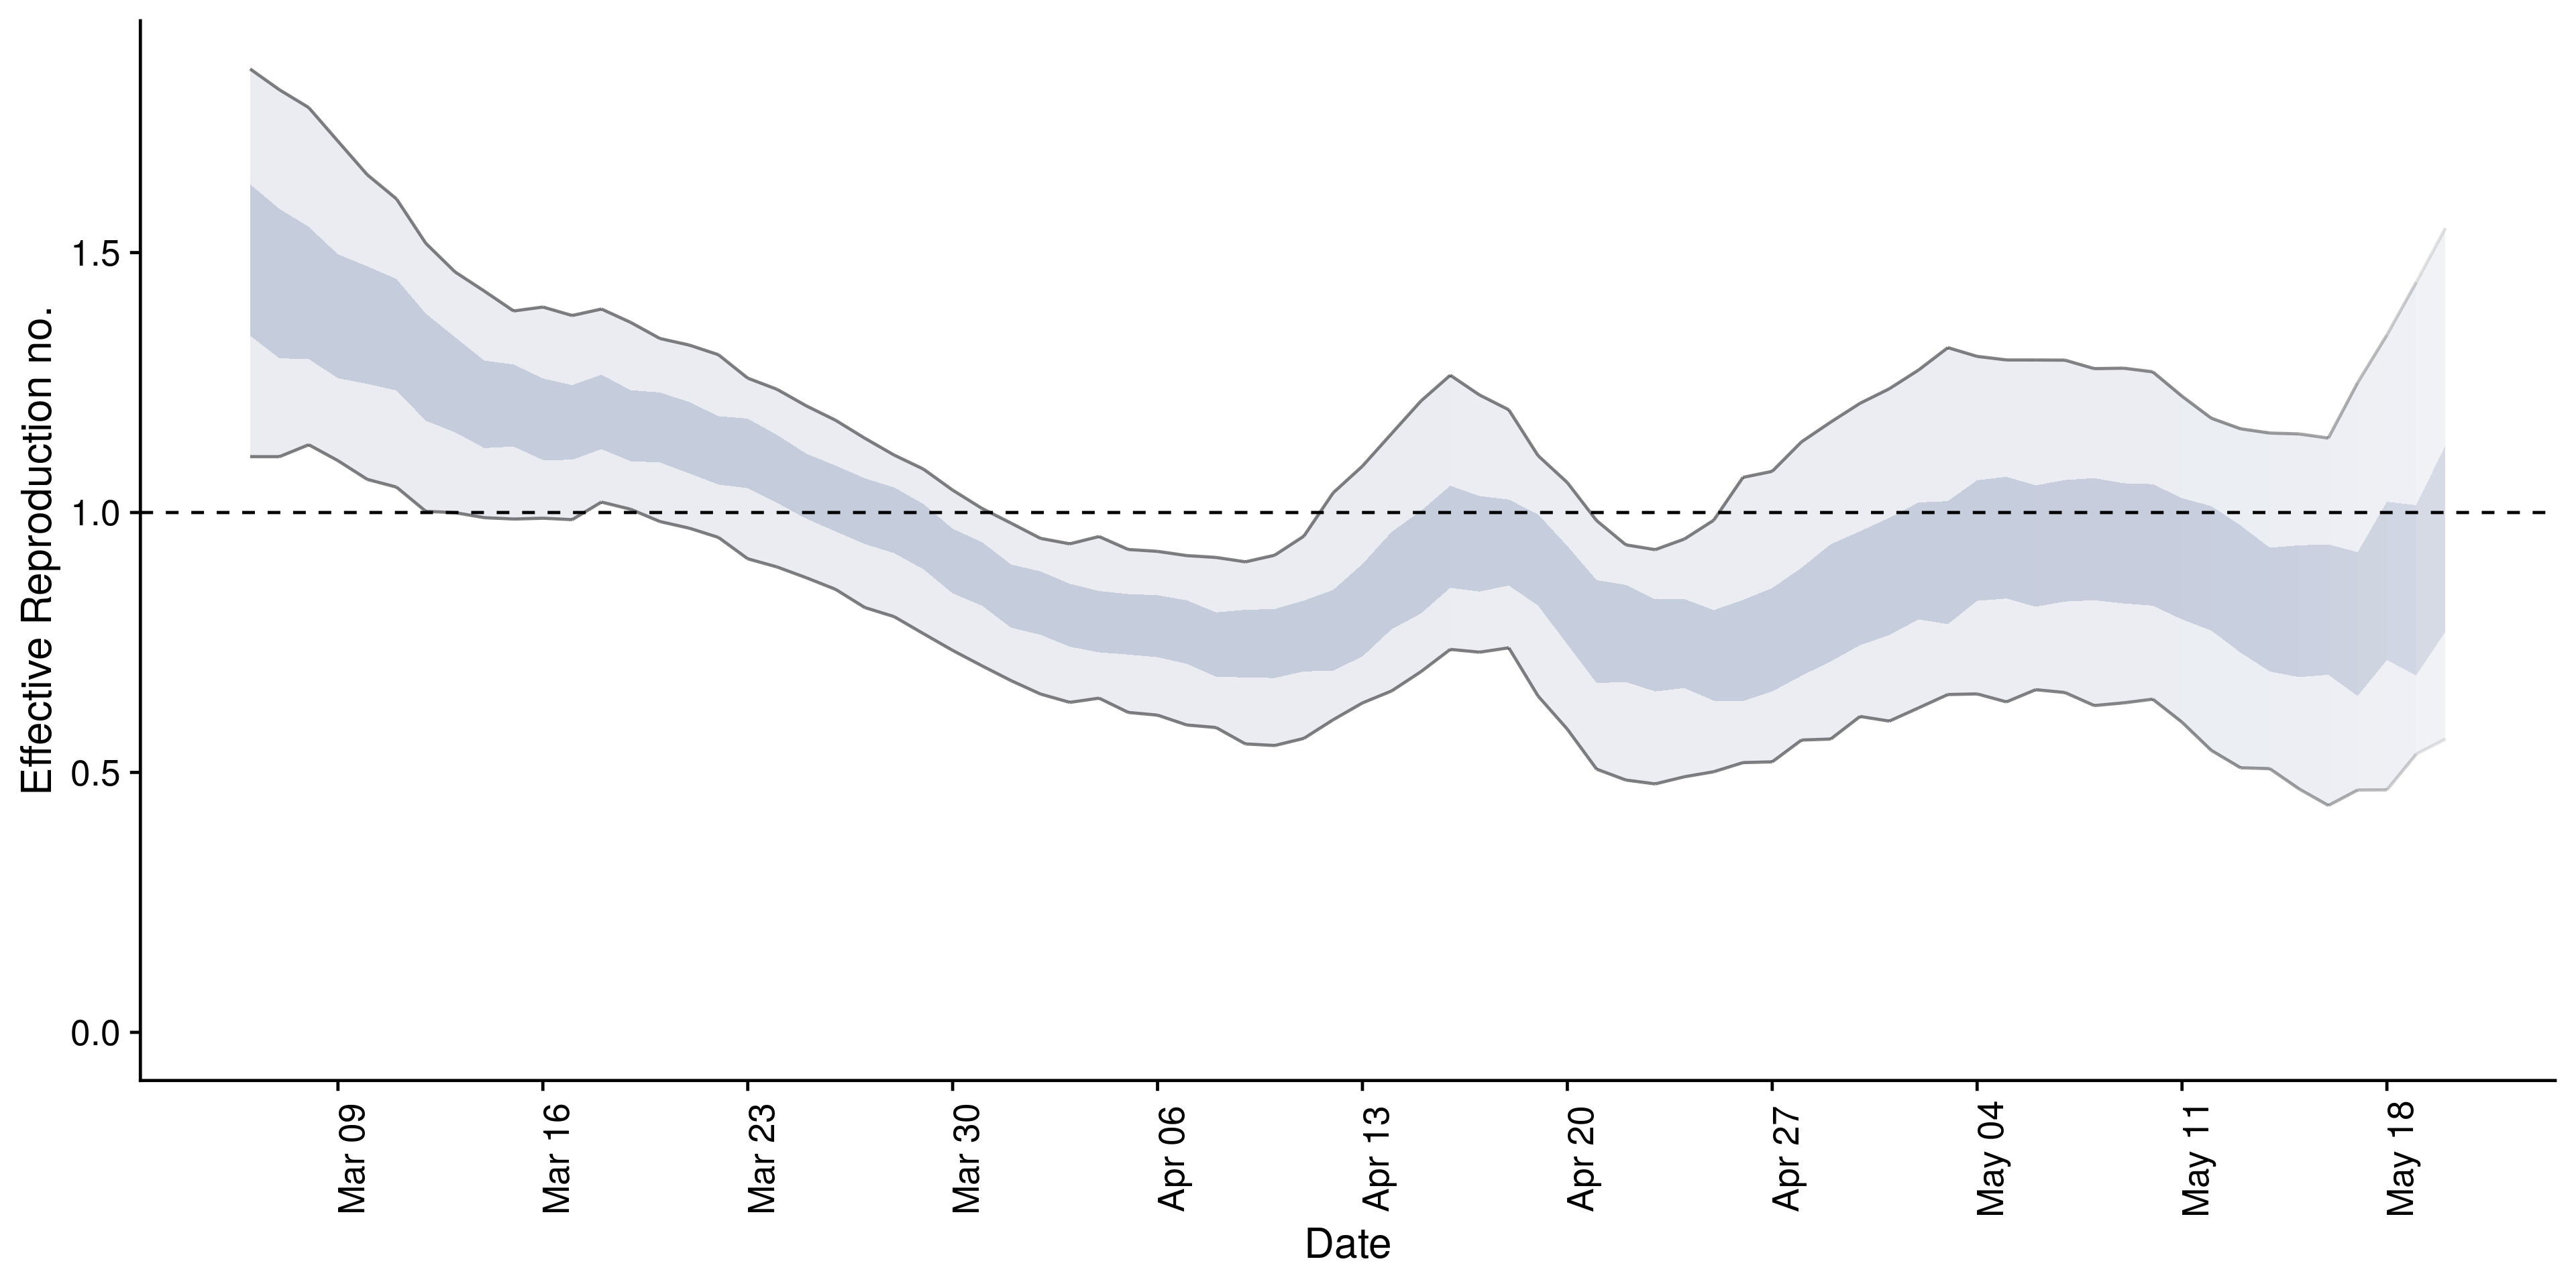 Effective Reproduction no.
1.5
1.0
0.5
0.0
Mar 09
Mar 16
Mar 23
Mar 30
Apr 06
Apr 13
Apr 20
Apr 27
May 04
May 11
May 18
Date